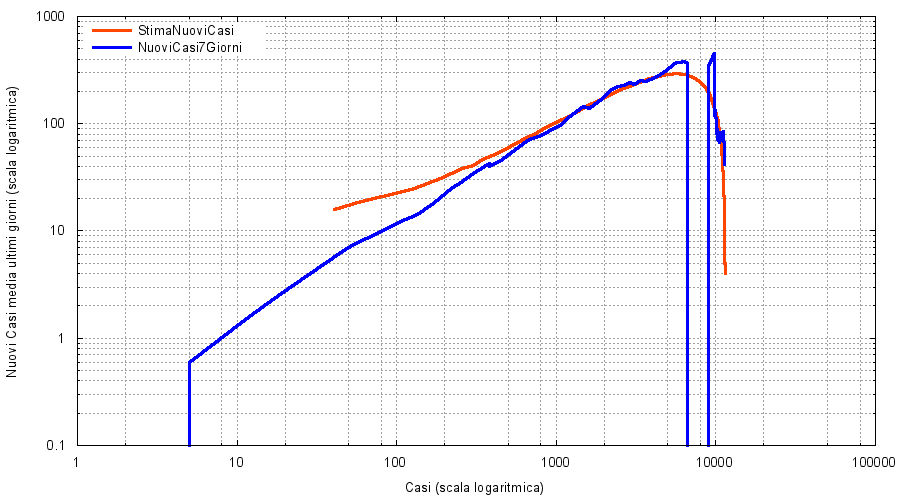 1000
StimaNuoviCasi
NuoviCasi7Giorni
100
10
1
0.1
Nuovi Casi media ultimi giorni (scala logaritmica)
1 10 100 1000 10000 100000
Casi (scala logaritmica)